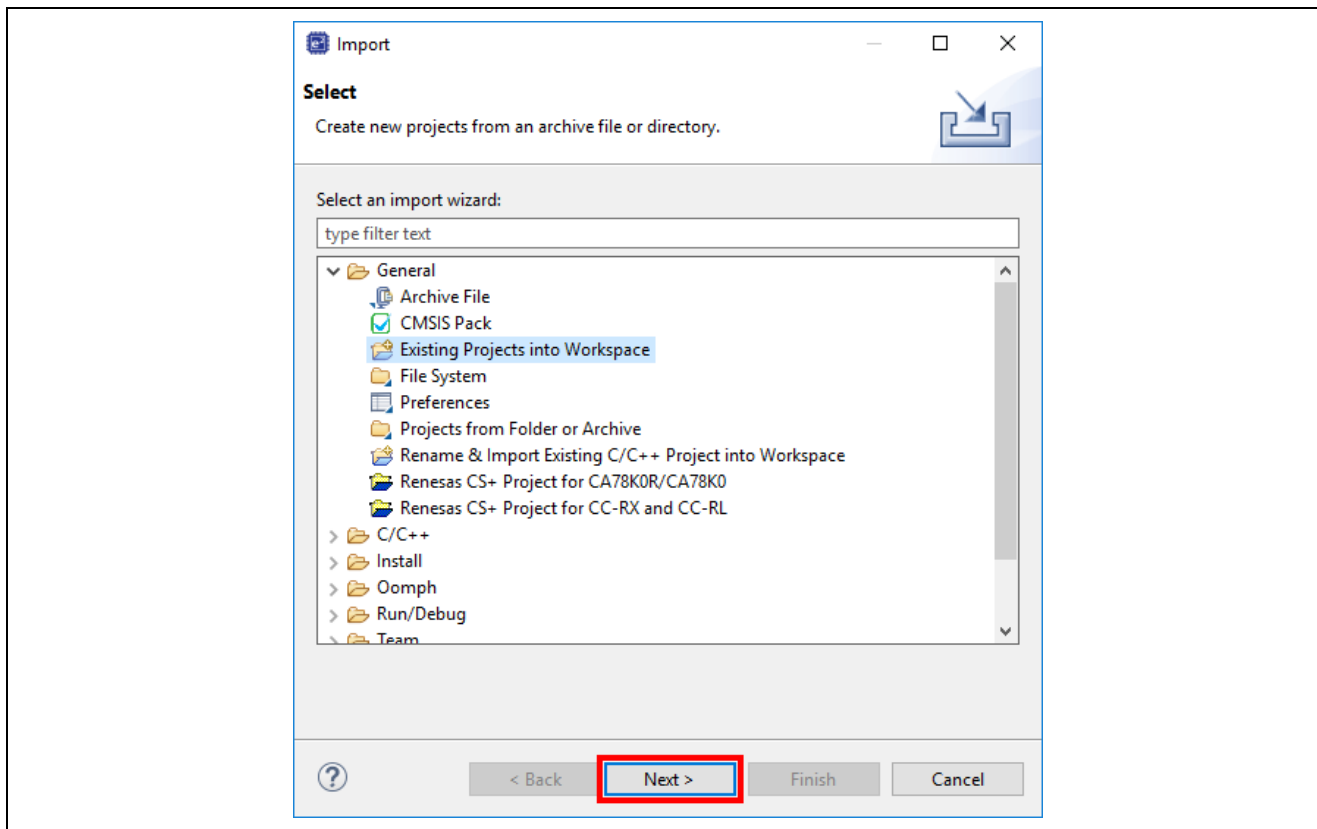 Import
Select
Create new projects from an archive file or directory.
Select an import wizard:
type filter text
General
Archive File
CMSIS Pack
Existing Projects into Workspace
File System
Preferences
Projects from Folder or Archive
Rename & Import Existing C/C++ Project into Workspace
Renesas CS+ Project for CA78K0R/CA78K0
Renesas CS+ Project for CC-RX and CC-RL
C/C++
Install
Oomph
Run/Debug
Team
? < Back Next > Finish Cancel